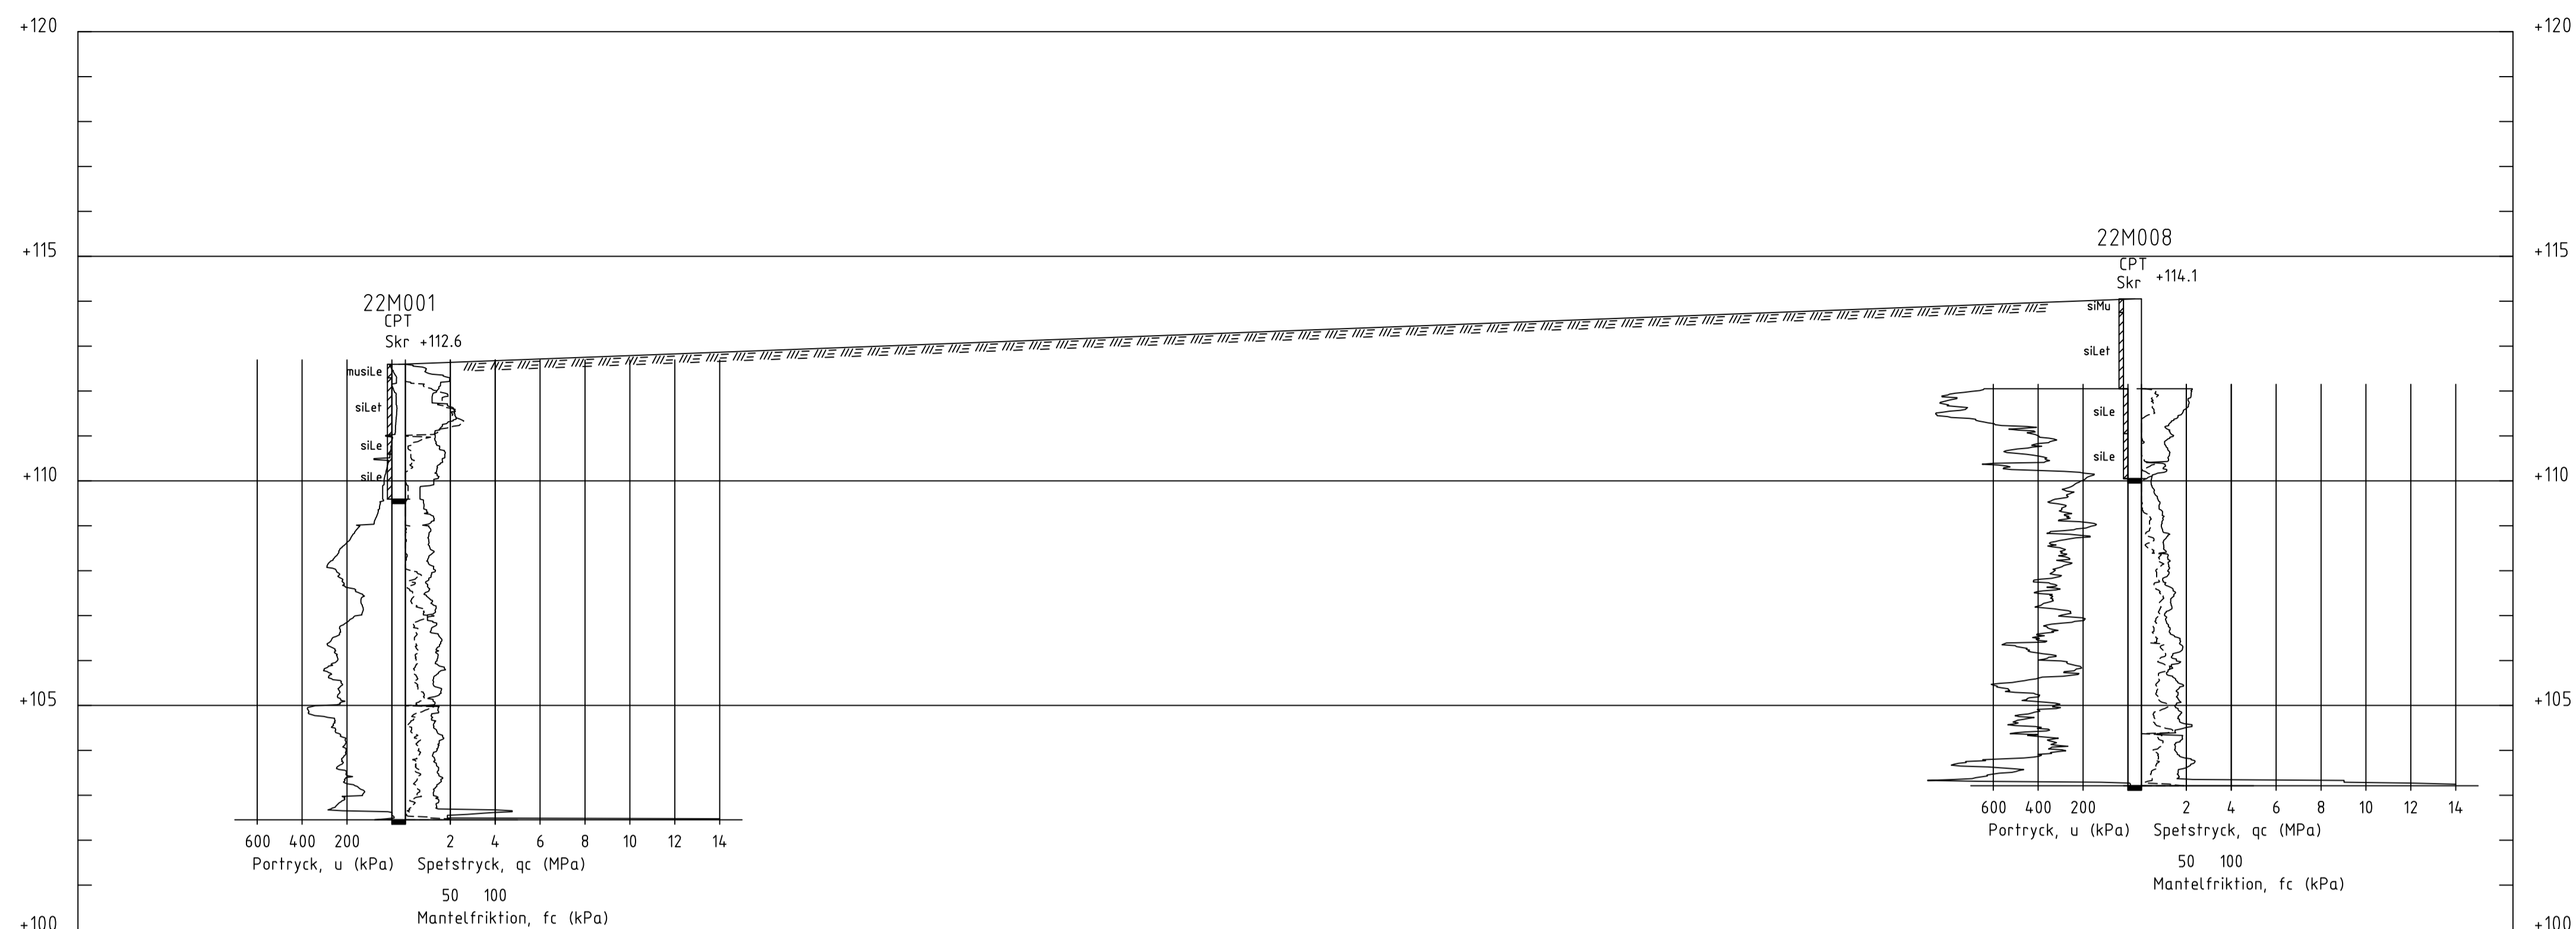 +120 +120
+115 +115
+110 +110
+105 +105
+100 +100
22M001
CPT
Skr +112.6
musiLe
siLet
siLe
siLe
600 400 200 2 4 6 8 10 12 14
Portryck, u (kPa) Spetstryck, qc (MPa)
50 100
Mantelfriktion, fc (kPa)
22M008
CPT
Skr +114.1
siMu
siLet
siLe
siLe
600 400 200 2 4 6 8 10 12 14
Portryck, u (kPa) Spetstryck, qc (MPa)
50 100
Mantelfriktion, fc (kPa)